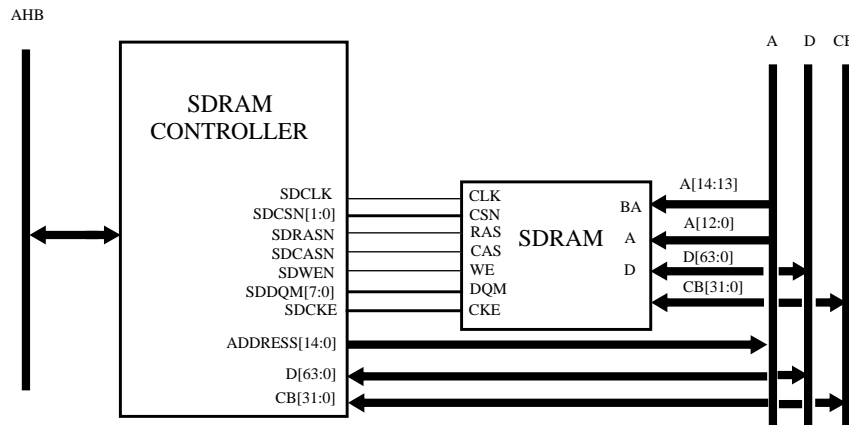 AHB
A D CB
SDRAM
CONTROLLER
SDCLK
SDCSN[1:0]
SDRASN
SDCASN
SDWEN
SDDQM[7:0]
SDCKE
ADDRESS[14:0]
D[63:0]
CB[31:0]
CLK
CSN
RAS
CAS
WE
DQM
CKE
SDRAM
BA
A
D
A[14:13]
A[12:0]
D[63:0]
CB[31:0]